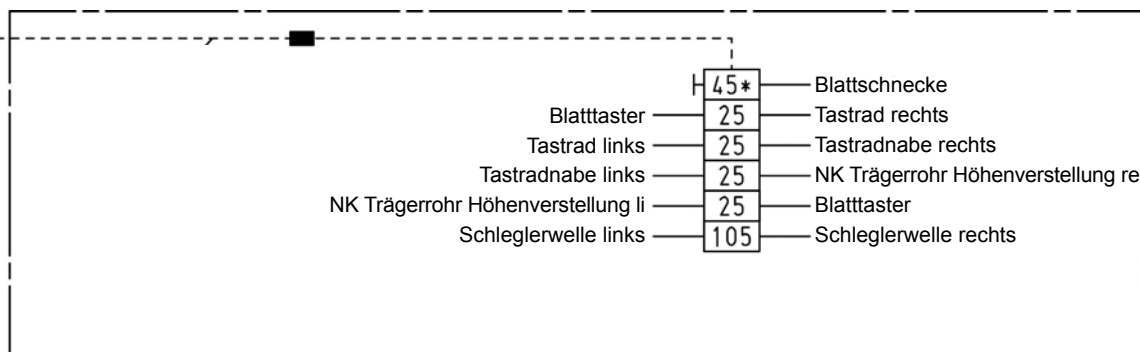 45* Blattschnecke
Blatttaster 25 Tastrad rechts
Tastrad links 25 Tastradnabe rechts
Tastradnabe links 25 NK Trägerrohr Höhenverstellung re
NK Trägerrohr Höhenverstellung li 25 Blatttaster
Schleglerwelle links 105 Schleglerwelle rechts